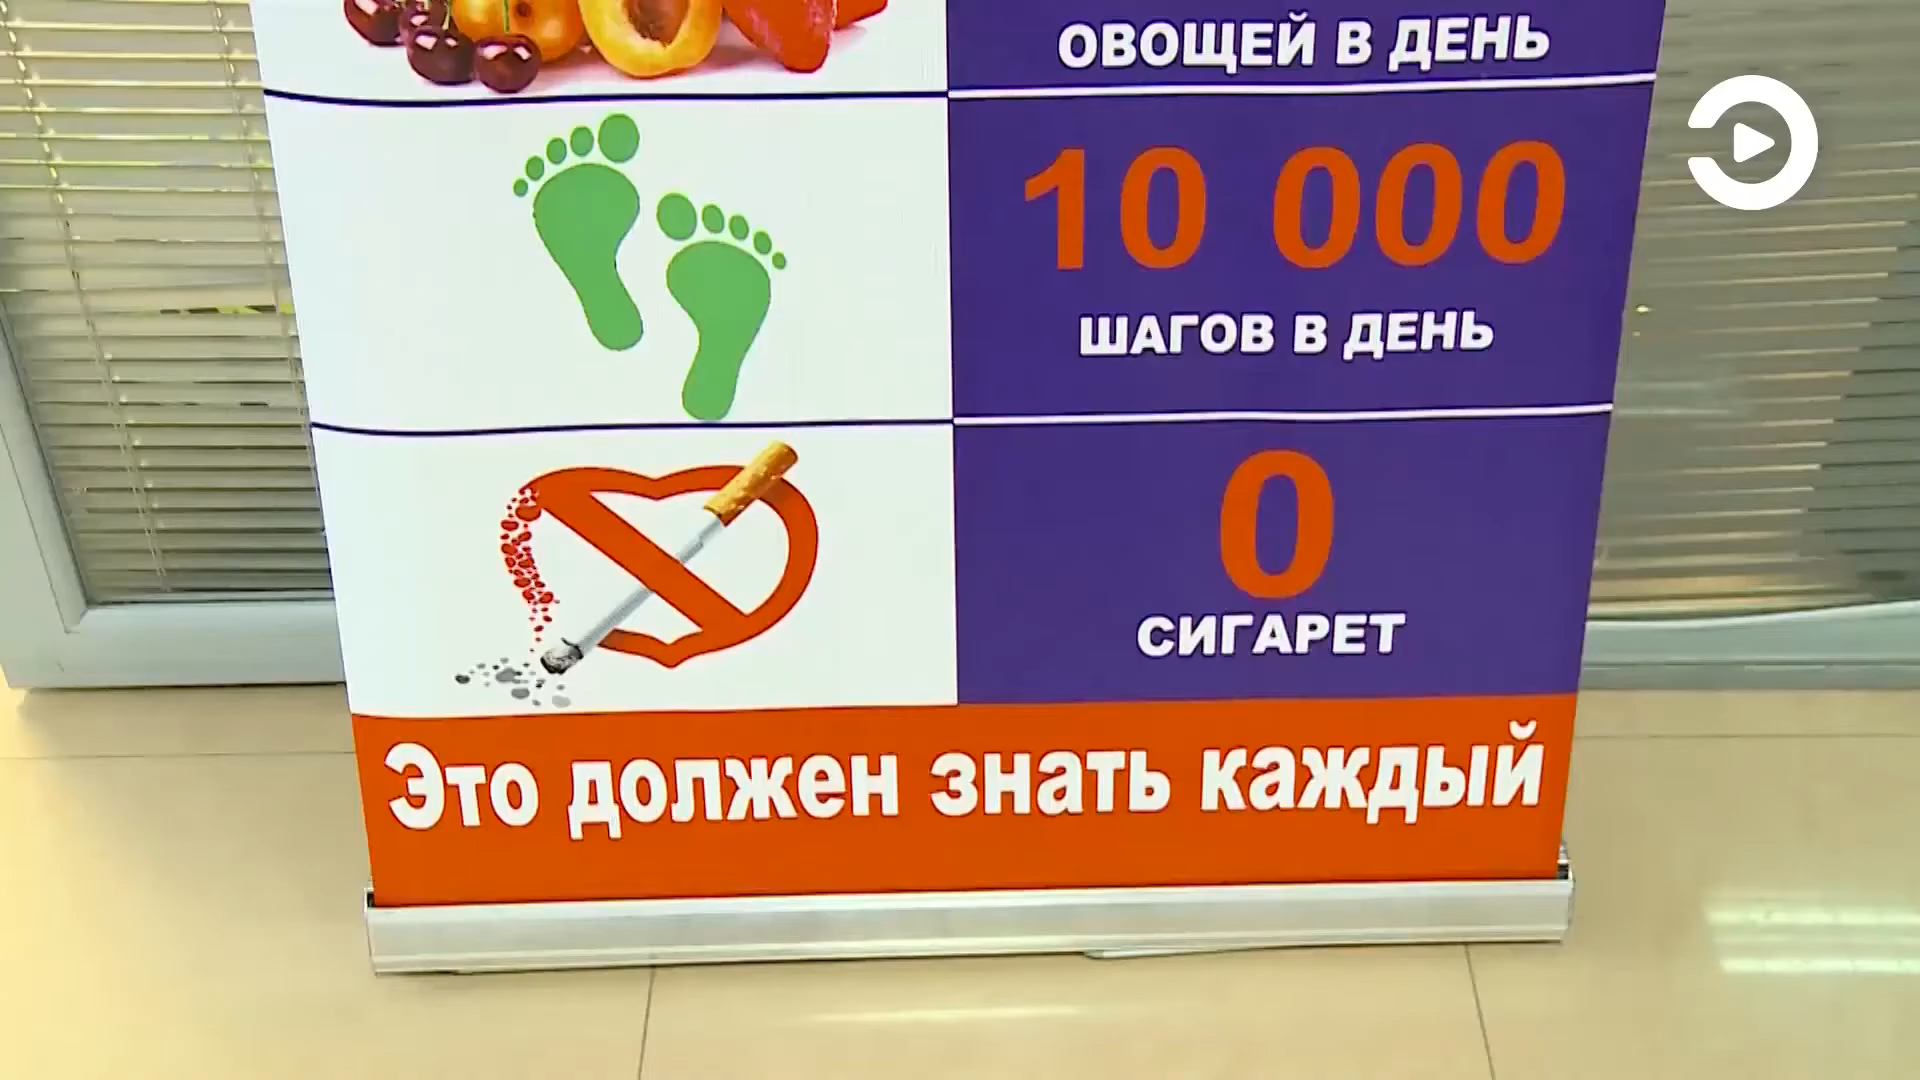 ОВОЩЕЙ В ДЕНЬ
10 000
ШАГОВ В ДЕНЬ
0
СИГАРЕТ
Это должен знать каждый